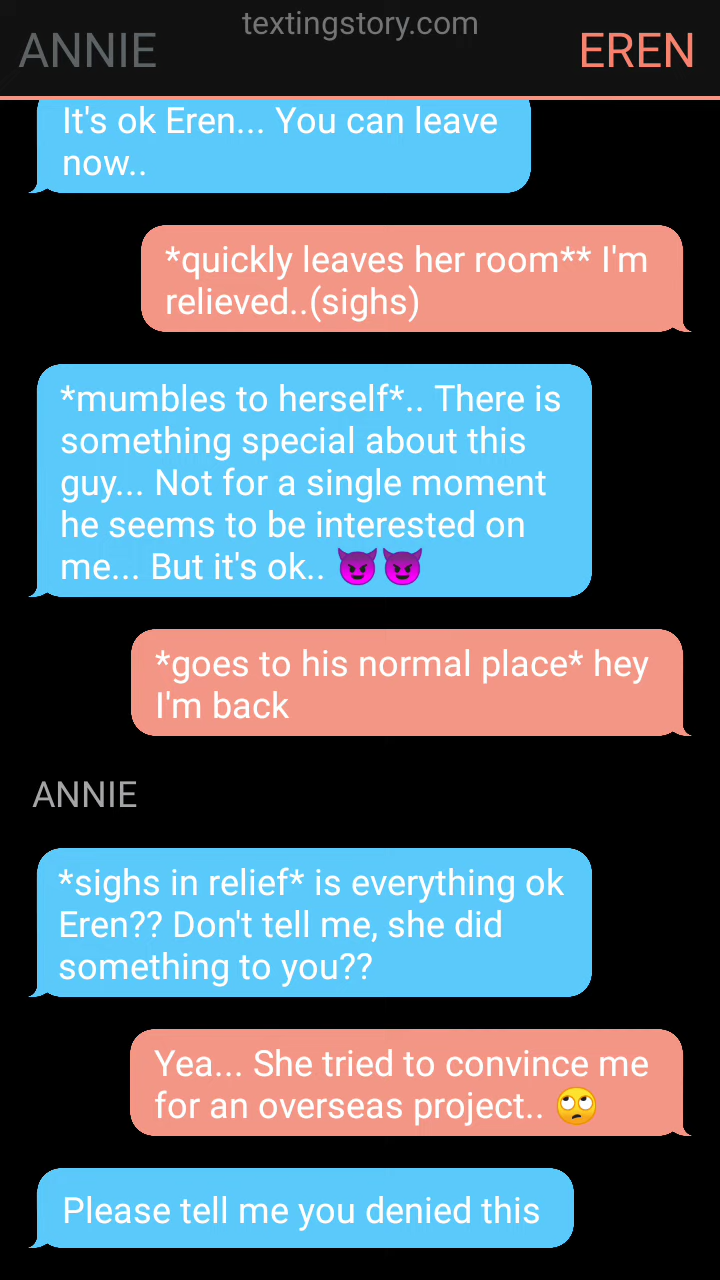 textingstory.com
ANNIE
EREN
It's ok Eren... You can leave
now..
*quickly leaves her room** I'm
relieved..(sighs)
*mumbles to herself*.. There is
something special about this
guy... Not for a single moment
he seems to be interested on
me... But it's ok.. 😈😈
*goes to his normal place* hey
I'm back
ANNIE
*sighs in relief* is everything ok
Eren?? Don't tell me, she did
something to you??
Yea... She tried to convince me
for an overseas project.. 🙄
Please tell me you denied this